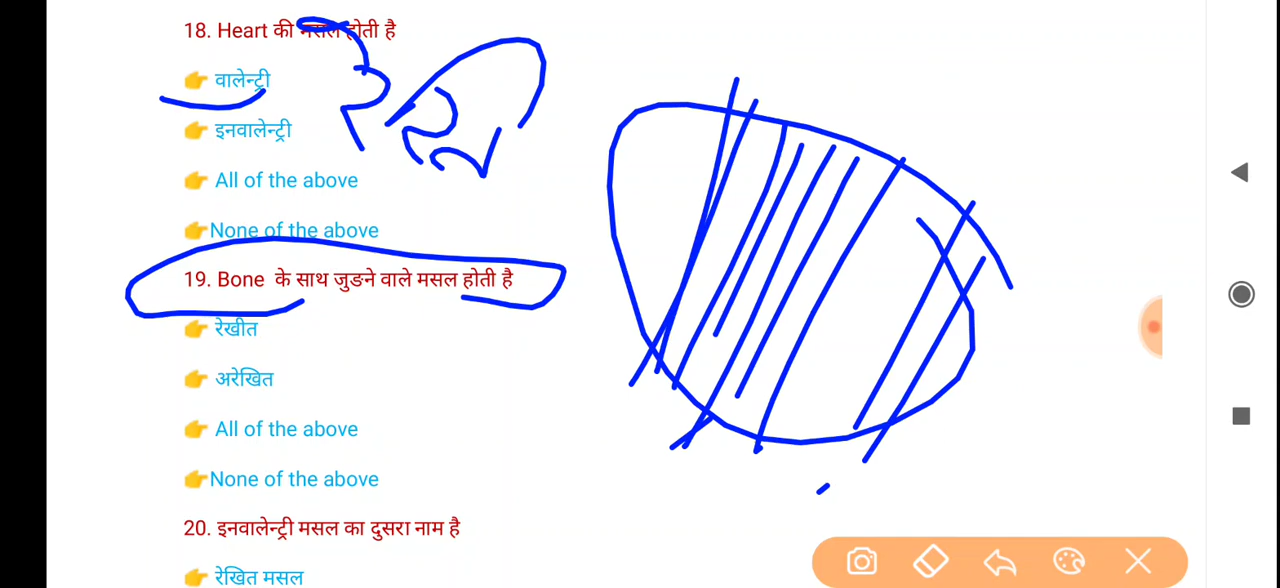 18. Heart की मसल होती है
👉 वालेन्ट्री
👉 इनवालेन्ट्री
👉 All of the above
👉None of the above
19. Bone के साथ जुङने वाले मसल होती है
👉 रेखीत
👉 अरेखित
👉 All of the above
👉None of the above
20. इनवालेन्ट्री मसल का दुसरा नाम है
👉 रेखित मसल